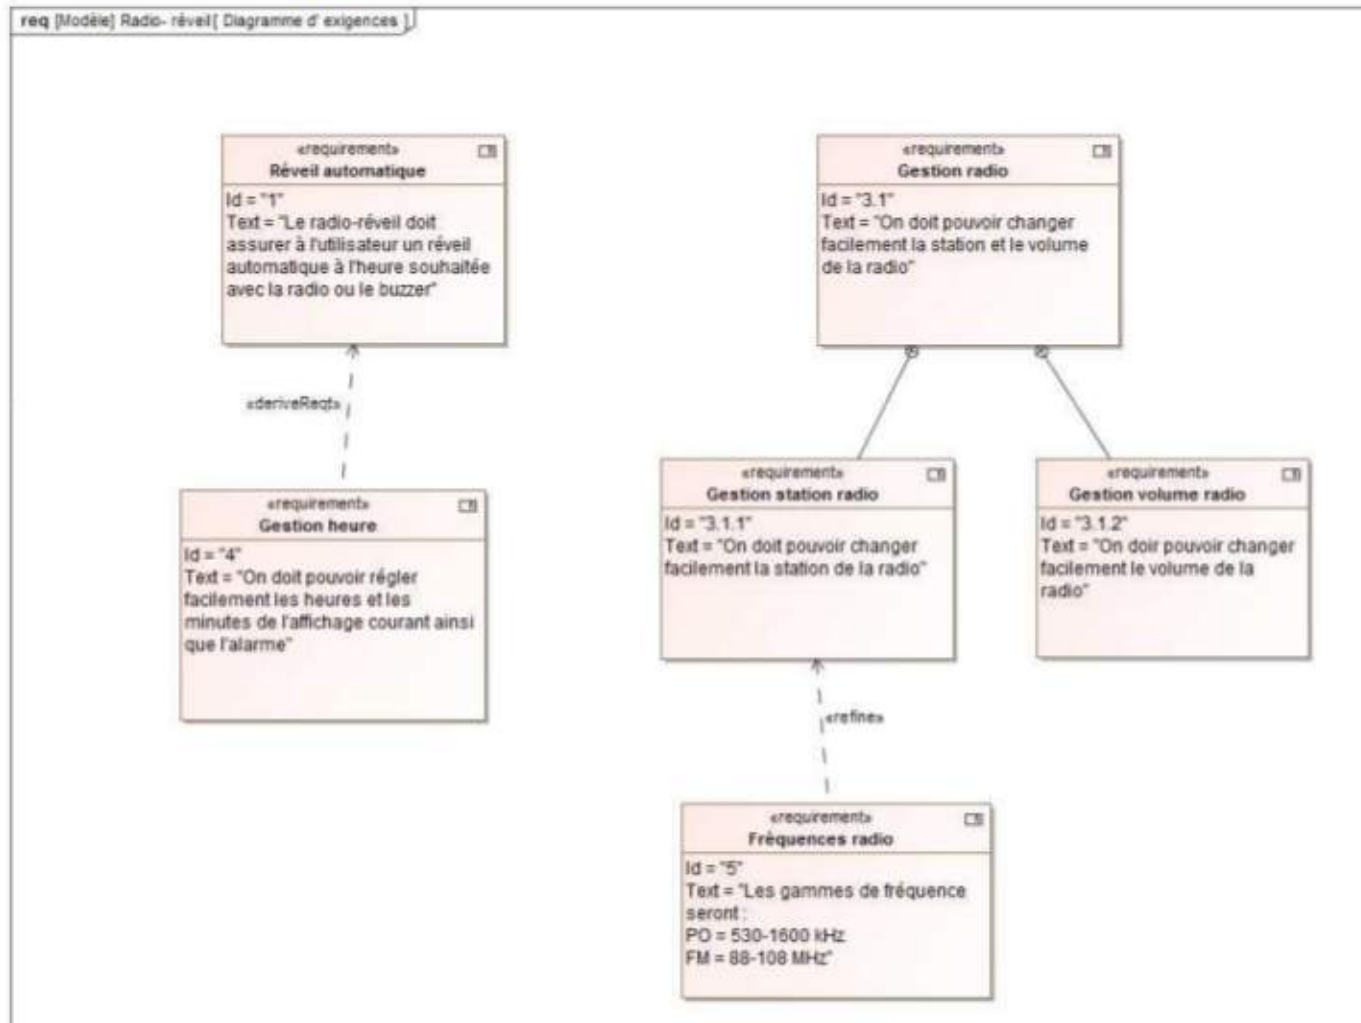 req [Modèle] Radio- réveil[ Diagramme d' exigences ]
«requirement»
Réveil automatique
Id = "1"
Text = "Le radio-réveil doit
assurer à l'utilisateur un réveil
automatique à l'heure souhaitée
avec la radio ou le buzzer"
«requirement»
Gestion radio
Id = "3.1"
Text = "On doit pouvoir changer
facilement la station et le volume
de la radio"
«deriveReqt»
«requirement»
Gestion heure
Id = "4"
Text = "On doit pouvoir régler
facilement les heures et les
minutes de l'affichage courant ainsi
que l'alarme"
«requirement»
Gestion station radio
Id = "3.1.1"
Text = "On doit pouvoir changer
facilement la station de la radio"
«requirement»
Gestion volume radio
Id = "3.1.2"
Text = "On doir pouvoir changer
facilement le volume de la
radio"
«refine»
«requirement»
Fréquences radio
Id = "5"
Text = "Les gammes de fréquence
seront :
PO = 530-1600 kHz
FM = 88-108 MHz"